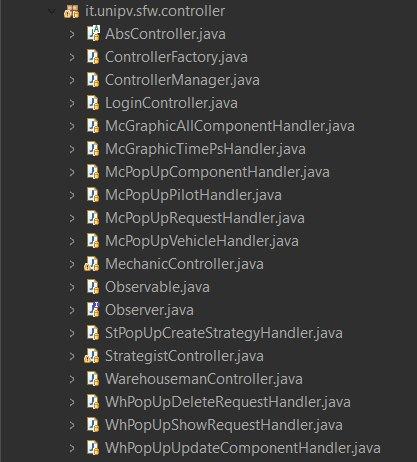 it.unipv.sfw.controller
AbsController.java
ControllerFactory.java
ControllerManager.java
LoginController.java
McGraphicAllComponentHandler.java
McGraphicTimePsHandler.java
McPopUpComponentHandler.java
McPopUpPilotHandler.java
McPopUpRequestHandler.java
McPopUpVehicleHandler.java
MechanicController.java
Observable.java
Observer.java
StPopUpCreateStrategyHandler.java
StrategistController.java
WarehousemanController.java
WhPopUpDeleteRequestHandler.java
WhPopUpShowRequestHandler.java
WhPopUpUpdateComponentHandler.java